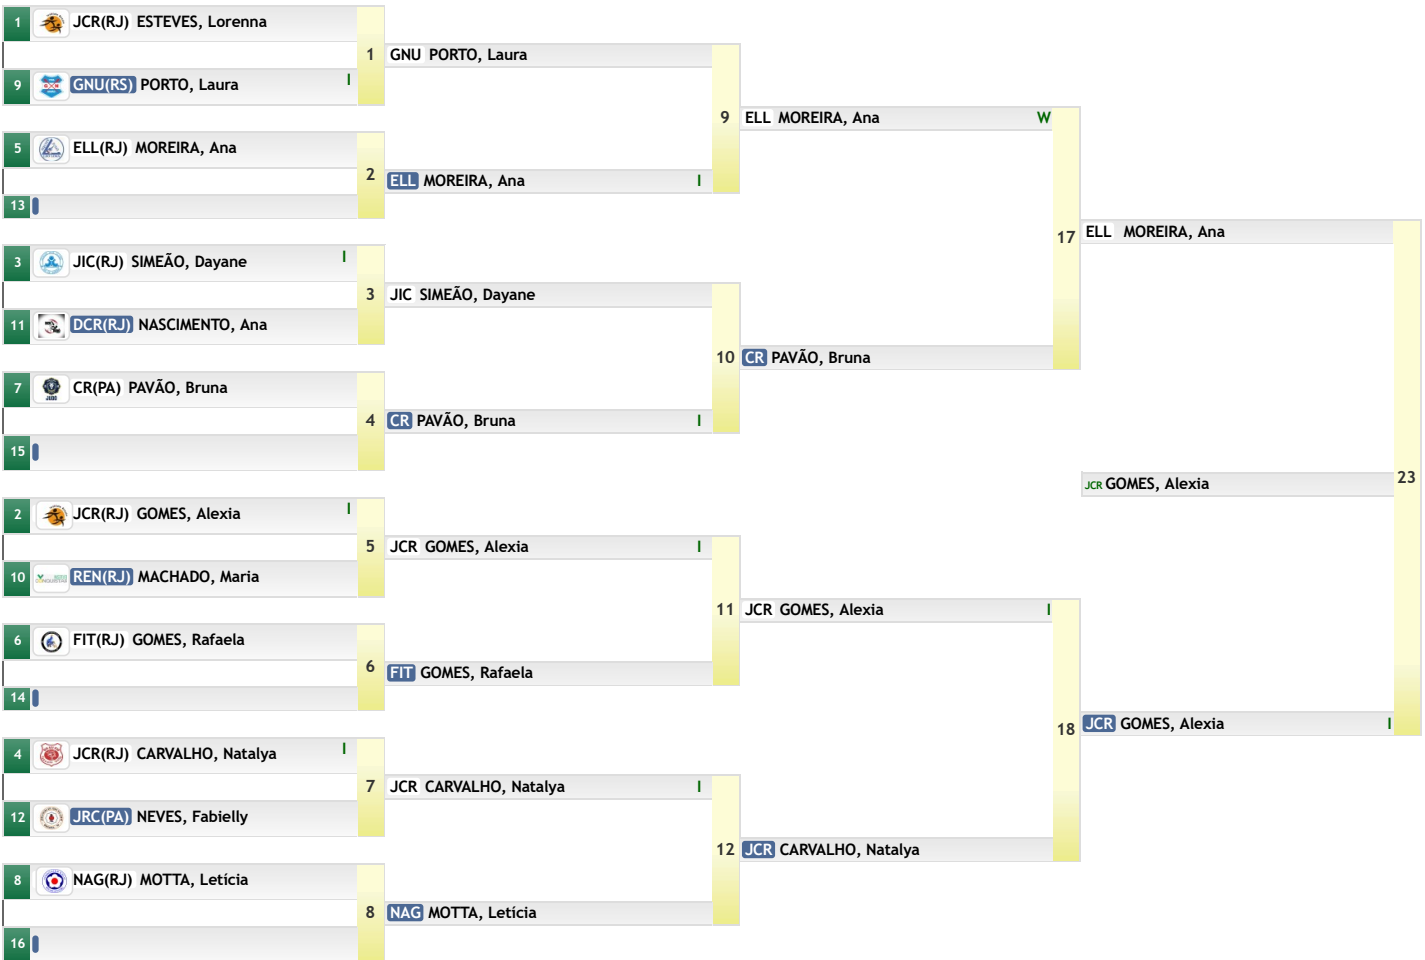 1 JCR(RJ) ESTEVES, Lorenna
1
9 GNU(RS) PORTO, Laura I
GNU PORTO, Laura
5 ELL(RJ) MOREIRA, Ana
2
13
ELL MOREIRA, Ana I
9
3 JIC(RJ) SIMEÃO, Dayane I
3
11 DCR(RJ) NASCIMENTO, Ana
JIC SIMEÃO, Dayane
7 CR(PA) PAVÃO, Bruna
4
15
CR PAVÃO, Bruna I
10
2 JCR(RJ) GOMES, Alexia I
5
10 REN(RJ) MACHADO, Maria
JCR GOMES, Alexia I
6 FIT(RJ) GOMES, Rafaela
6
14
FIT GOMES, Rafaela
11
4 JCR(RJ) CARVALHO, Natalya I
7
12 JRC(PA) NEVES, Fabielly
JCR CARVALHO, Natalya I
8 NAG(RJ) MOTTA, Letícia
8
16
NAG MOTTA, Letícia
12
ELL MOREIRA, Ana W
17
CR PAVÃO, Bruna
JCR GOMES, Alexia I
18
JCR CARVALHO, Natalya
ELL MOREIRA, Ana
JCR GOMES, Alexia
23
JCR GOMES, Alexia I